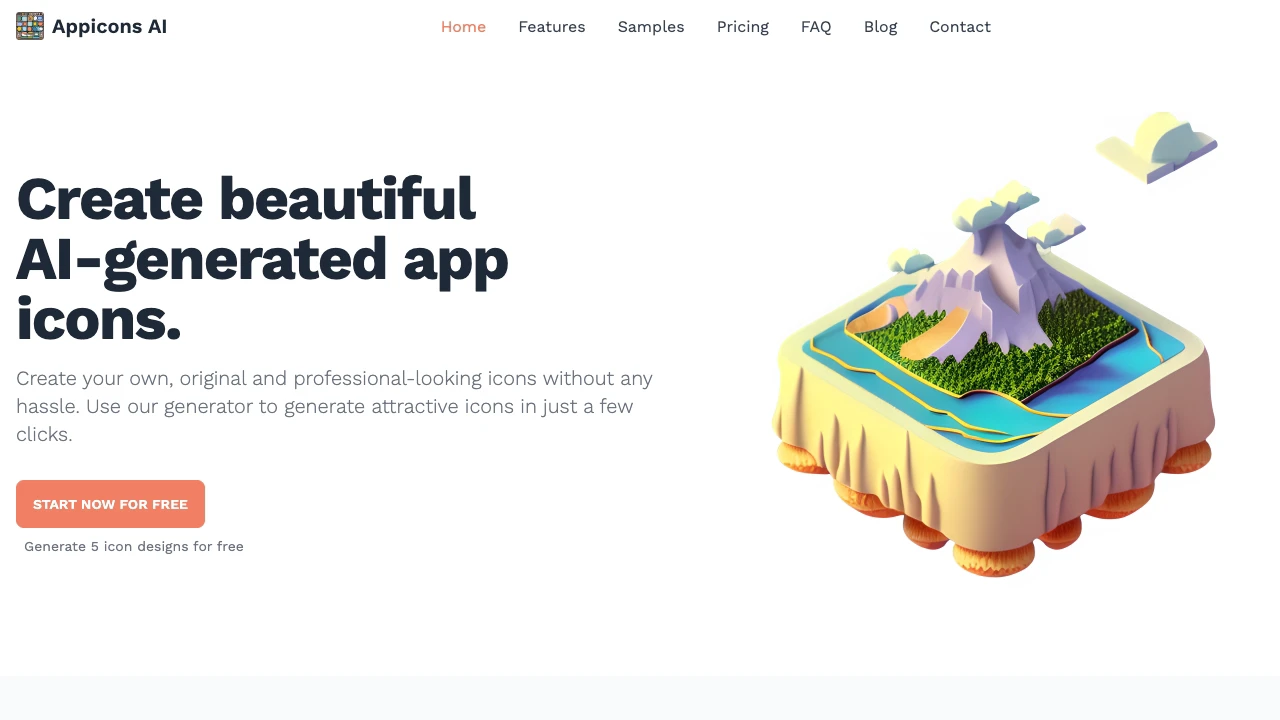 Appicons AI
Home
Features
Samples
Pricing
FAQ
Blog
Contact
Create beautiful
AI-generated app
icons.
Create your own, original and professional-looking icons without any
hassle. Use our generator to generate attractive icons in just a few
clicks.
START NOW FOR FREE
Generate 5 icon designs for free